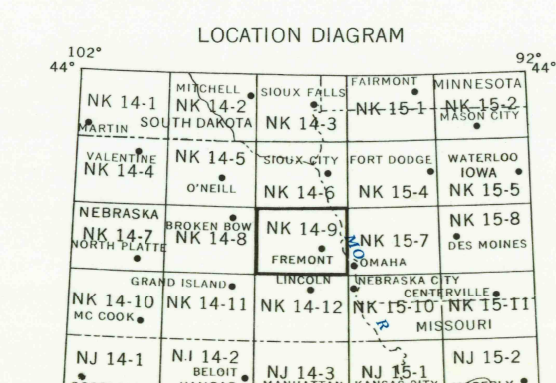 LOCATION DIAGRAM
102°
92°
44°
44°
NK 14-1
MARTIN
MITCHELL
NK 14-2
SOUTH DAKOTA
SIOUX FALLS
NK 14-3
FAIRMONT
NK 15-1
MINNESOTA
NK 15-2
MASON CITY
VALENTINE
NK 14-4
NK 14-5
O'NEILL
SIOUX CITY
NK 14-6
FORT DODGE
NK 15-4
WATERLOO
IOWA
NK 15-5
NEBRASKA
NK 14-7
NORTH PLATTE
BROKEN BOW
NK 14-8
NK 14-9
FREMONT
MO
NK 15-7
OMAHA
NK 15-8
DES MOINES
NK 14-10
MC COOK
GRAND ISLAND
NK 14-11
LINCOLN
NK 14-12
NEBRASKA CITY
NK 15-10
R
CENTERVILLE
NK 15-11
MISSOURI
NJ 14-1
NJ 14-2
BELOIT
KANSAS
NJ 14-3
MANHATTAN
NJ 15-1
KANSAS CITY
NJ 15-2